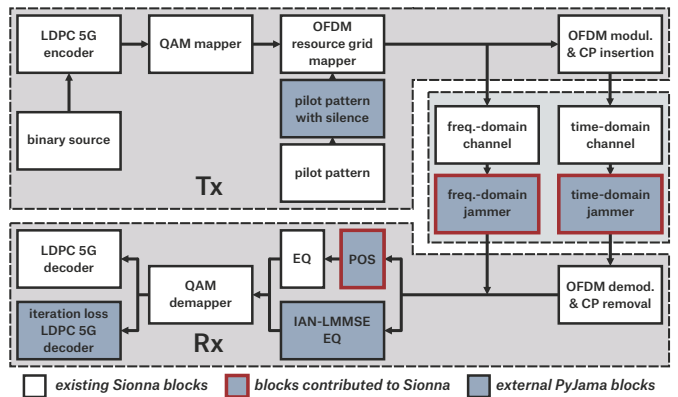 LDPC 5G
encoder
QAM mapper
OFDM
resource grid
mapper
OFDM modul.
& CP insertion
binary source
pilot pattern
with silence
pilot pattern
Tx
freq.-domain
channel
time-domain
channel
freq.-domain
jammer
time-domain
jammer
LDPC 5G
decoder
iteration loss
LDPC 5G
decoder
QAM
demapper
EQ
POS
IAN-LMMSE
EQ
OFDM demod.
& CP removal
Rx
existing Sionna blocks
blocks contributed to Sionna
external PyJama blocks